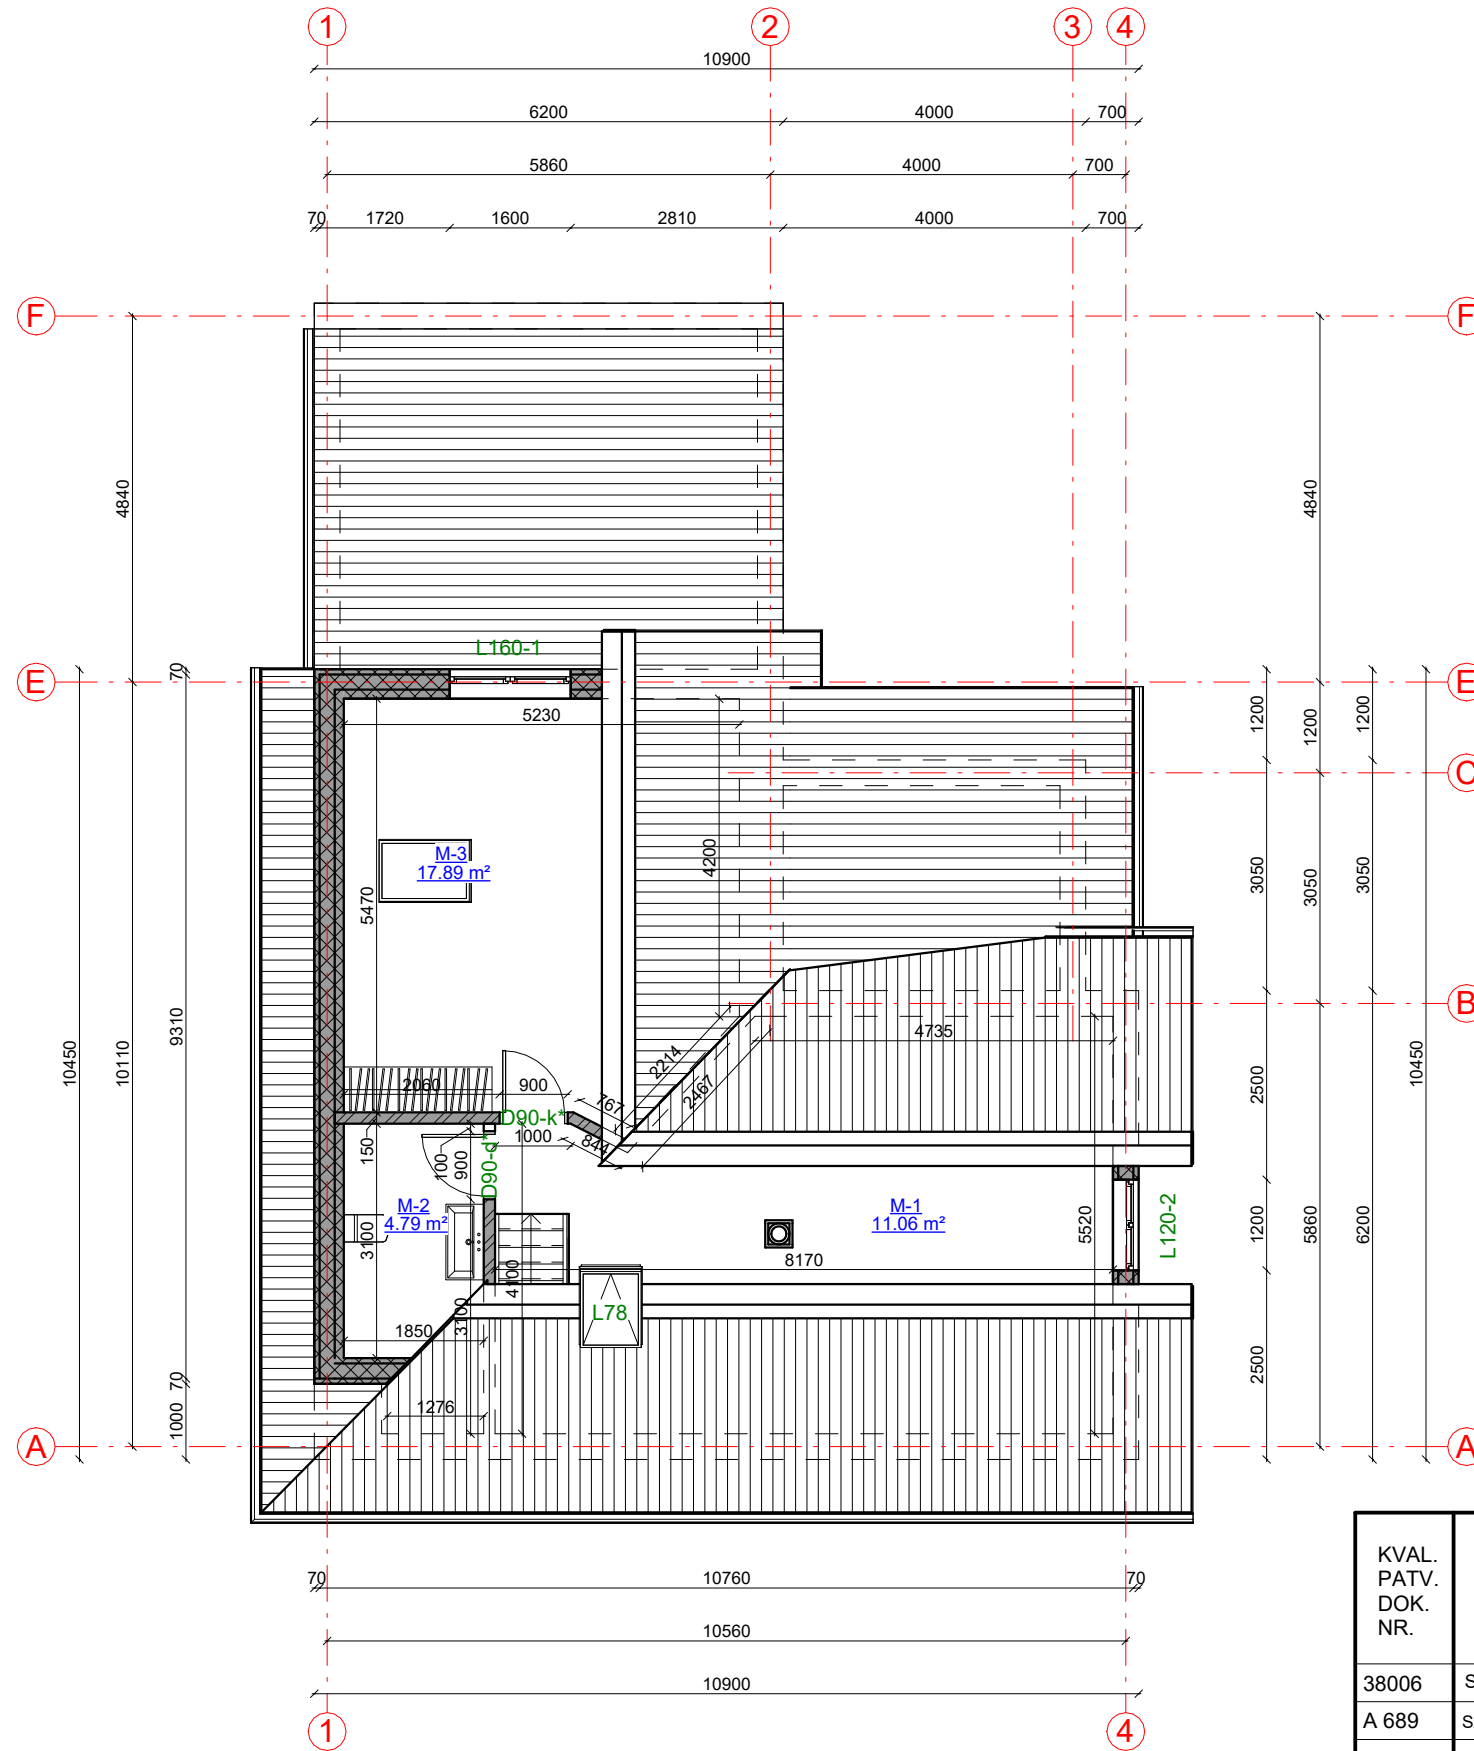 1 2 3 4
10900
6200 4000 700
5860 4000 700
70 1720 1600 2810 4000 700
F F
4840 4840
L160-1
E E
70
5230
1200 1200 1200
C
4200
M-3
17.89 m²
5470
3050 3050 3050
B
4735
9310
10450 10110
10450
2214
2467
2060 900
767
D90-k*
1000
844
150
100
900
D90-d*
2500
M-2
4.79 m²
M-1
11.06 m²
3100
5520
L120-2
1200 5860 6200
8170
4100
3100
L78
1850
70
2500
1276
1000
A A
70 10760 70
10560
10900
1 4
KVAL.
PATV.
DOK.
NR.
38006 S
A 689 S